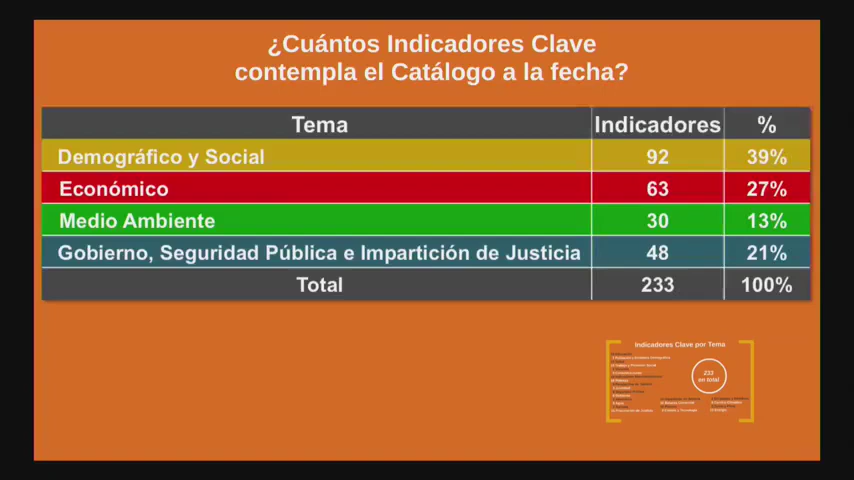 ¿Cuántos Indicadores Clave
contempla el Catálogo a la fecha?
Tema Indicadores %
Demográfico y Social 92 39%
Económico 63 27%
Medio Ambiente 30 13%
Gobierno, Seguridad Pública e Impartición de Justicia 48 21%
Total 233 100%
Indicadores Clave por Tema
233
en total